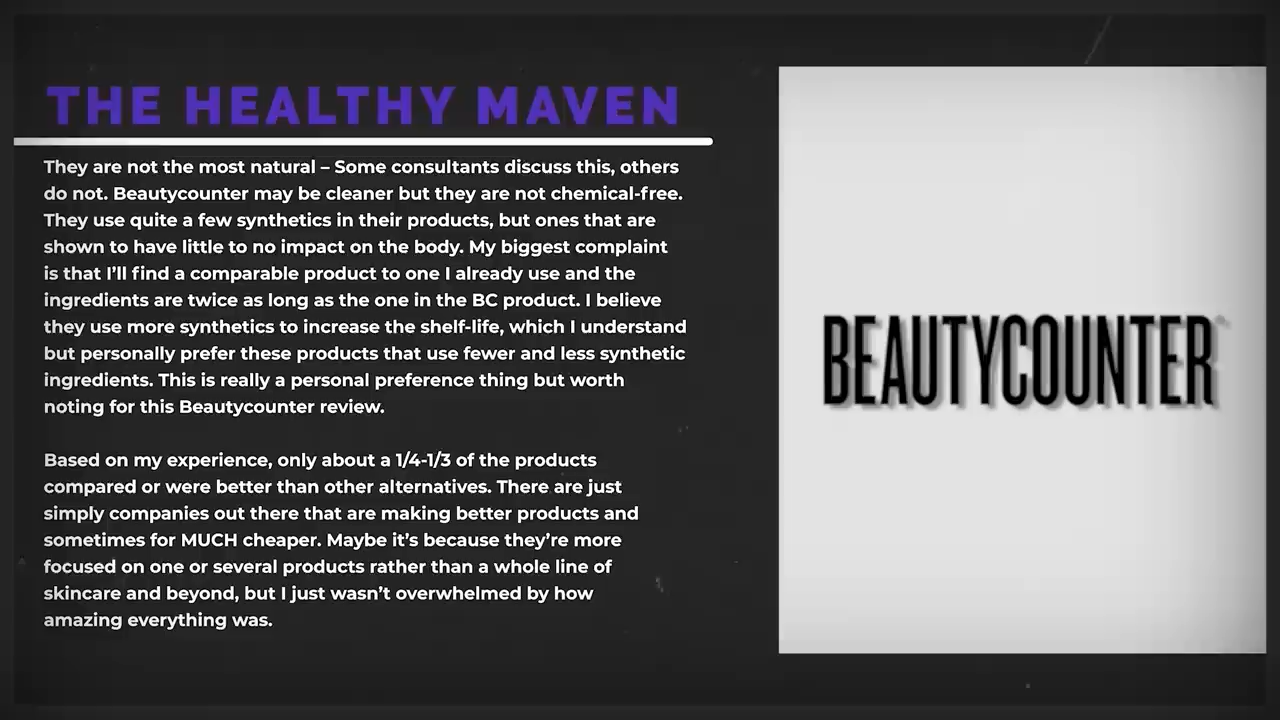 THE HEALTHY MAVEN
They are not the most natural – Some consultants discuss this, others
do not. Beautycounter may be cleaner but they are not chemical-free.
They use quite a few synthetics in their products, but ones that are
shown to have little to no impact on the body. My biggest complaint
is that I'll find a comparable product to one I already use and the
ingredients are twice as long as the one in the BC product. I believe
they use more synthetics to increase the shelf-life, which I understand
but personally prefer these products that use fewer and less synthetic
ingredients. This is really a personal preference thing but worth
noting for this Beautycounter review.
Based on my experience, only about a 1/4-1/3 of the products
compared or were better than other alternatives. There are just
simply companies out there that are making better products and
sometimes for MUCH cheaper. Maybe it's because they're more
focused on one or several products rather than a whole line of
skincare and beyond, but I just wasn't overwhelmed by how
amazing everything was.
BEAUTYCOUNTER